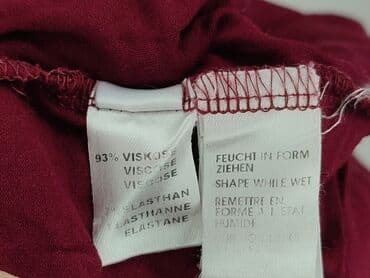 93% VISKOSE
VISCOSE
VISCOSE
ELASTHAN
ELASTHANNE
ELASTANE
FEUCHT IN FORM
ZIEHEN
SHAPE WHILE WET
REMETTRE EN
FORME A L'ETAT
HUMIDE